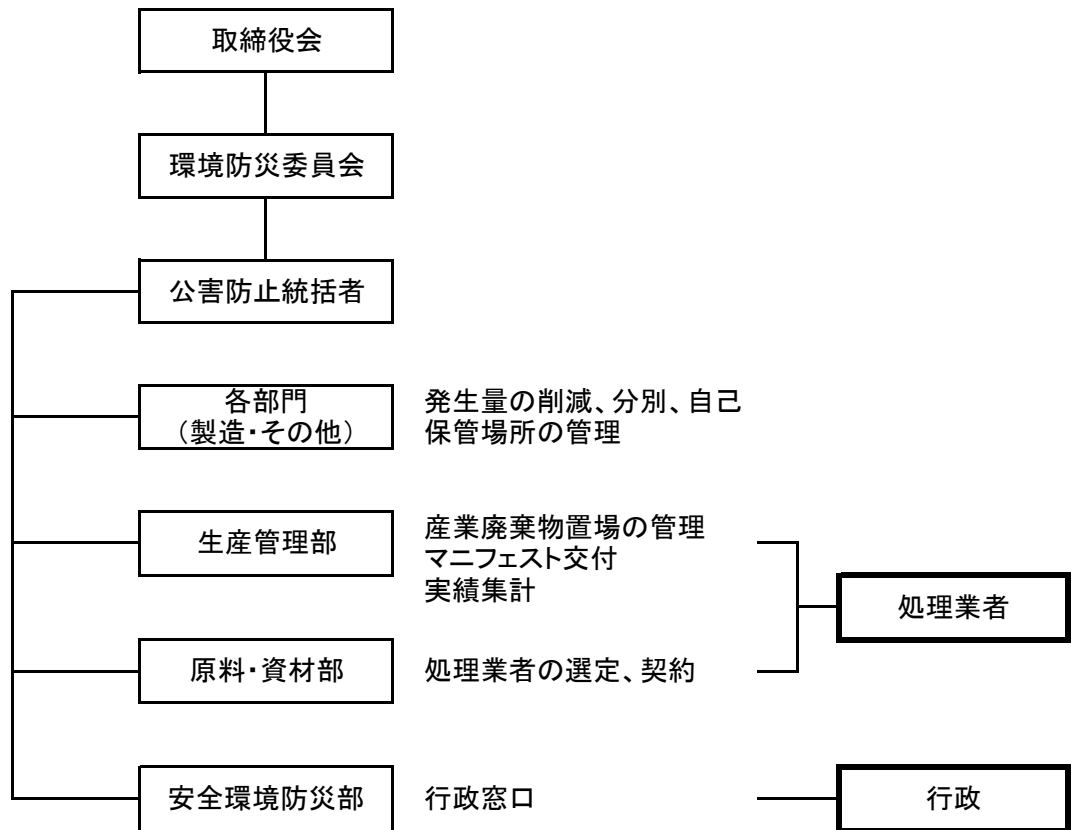 取締役会
環境防災委員会
公害防止統括者
各部門
（製造・その他）
発生量の削減、分別、自己
保管場所の管理
生産管理部
産業廃棄物置場の管理
マニフェスト交付
実績集計
処理業者
原料・資材部
処理業者の選定、契約
安全環境防災部
行政窓口
行政